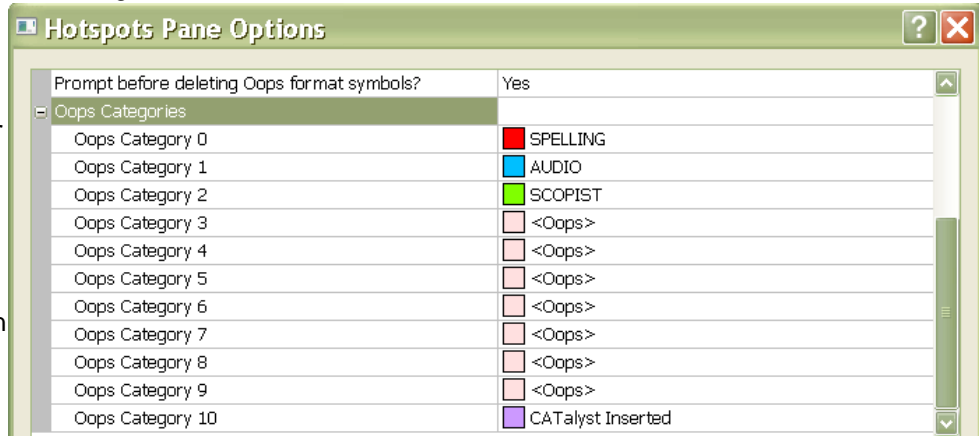 Hotspots Pane Options
Prompt before deleting Oops format symbols? Yes
Oops Categories
Oops Category 0 SPELLING
Oops Category 1 AUDIO
Oops Category 2 SCOPIST
Oops Category 3 <Oops>
Oops Category 4 <Oops>
Oops Category 5 <Oops>
Oops Category 6 <Oops>
Oops Category 7 <Oops>
Oops Category 8 <Oops>
Oops Category 9 <Oops>
Oops Category 10 CATalyst Inserted